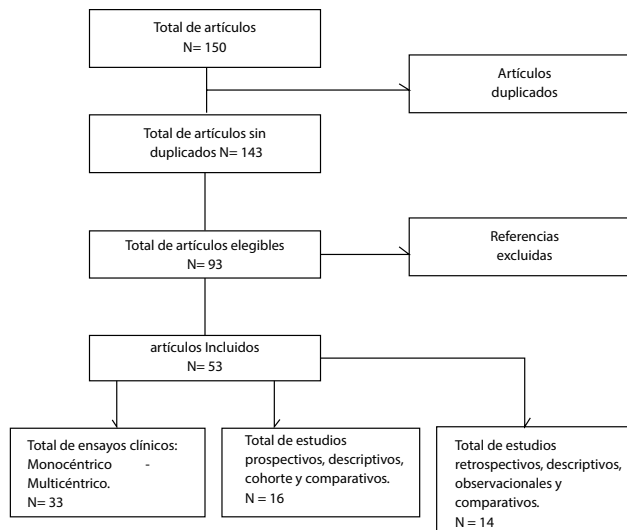 Total de artículos
N= 150
Artículos
duplicados
Total de artículos sin
duplicados N= 143
Total de artículos elegibles
N= 93
Referencias
excluidas
artículos Incluidos
N= 53
Total de ensayos clínicos:
Monocéntrico -
Multicéntrico.
N= 33
Total de estudios
prospectivos, descriptivos,
cohorte y comparativos.
N = 16
Total de estudios
retrospectivos, descriptivos,
observacionales y
comparativos.
N = 14